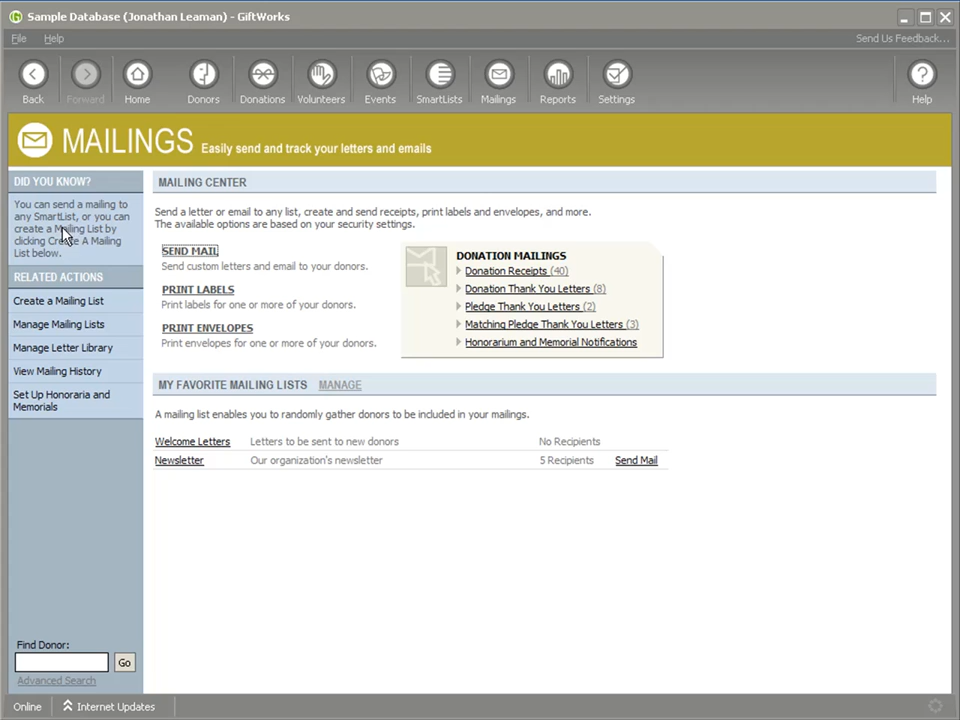 Sample Database (Jonathan Leaman) - GiftWorks
File Help Send Us Feedback...
Back Forward Home Donors Donations Volunteers Events SmartLists Mailings Reports Settings Help
MAILINGS Easily send and track your letters and emails
DID YOU KNOW?
You can send a mailing to
any SmartList, or you can
create a Mailing List by
clicking Create A Mailing
List below.
RELATED ACTIONS
Create a Mailing List
Manage Mailing Lists
Manage Letter Library
View Mailing History
Set Up Honoraria and
Memorials
Find Donor:
Go
Advanced Search
MAILING CENTER
Send a letter or email to any list, create and send receipts, print labels and envelopes, and more.
The available options are based on your security settings.
SEND MAIL
Send custom letters and email to your donors.
PRINT LABELS
Print labels for one or more of your donors.
PRINT ENVELOPES
Print envelopes for one or more of your donors.
DONATION MAILINGS
Donation Receipts (40)
Donation Thank You Letters (8)
Pledge Thank You Letters (2)
Matching Pledge Thank You Letters (3)
Honorarium and Memorial Notifications
MY FAVORITE MAILING LISTS MANAGE
A mailing list enables you to randomly gather donors to be included in your mailings.
Welcome Letters Letters to be sent to new donors No Recipients
Newsletter Our organization's newsletter 5 Recipients Send Mail
Online Internet Updates